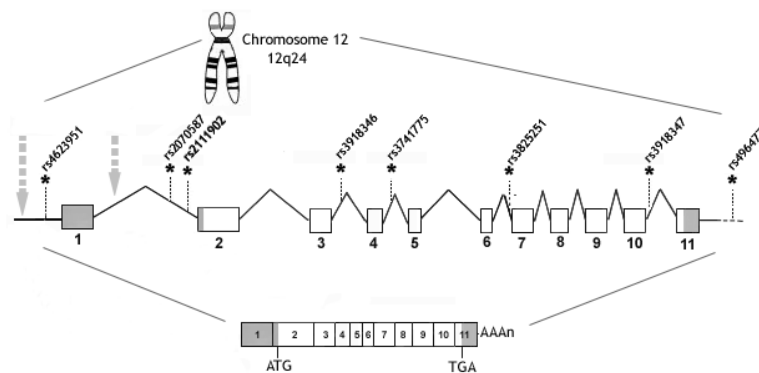 Chromosome 12
12q24
rs4623951
*
rs2070587
*
rs2111902
*
rs3918346
*
rs3741775
*
rs3825251
*
rs3918347
*
*
1
2
3
4
5
6
7
8
9
10
11
1 2 3 4 5 6 7 8 9 10 11 AAAn
ATG TGA